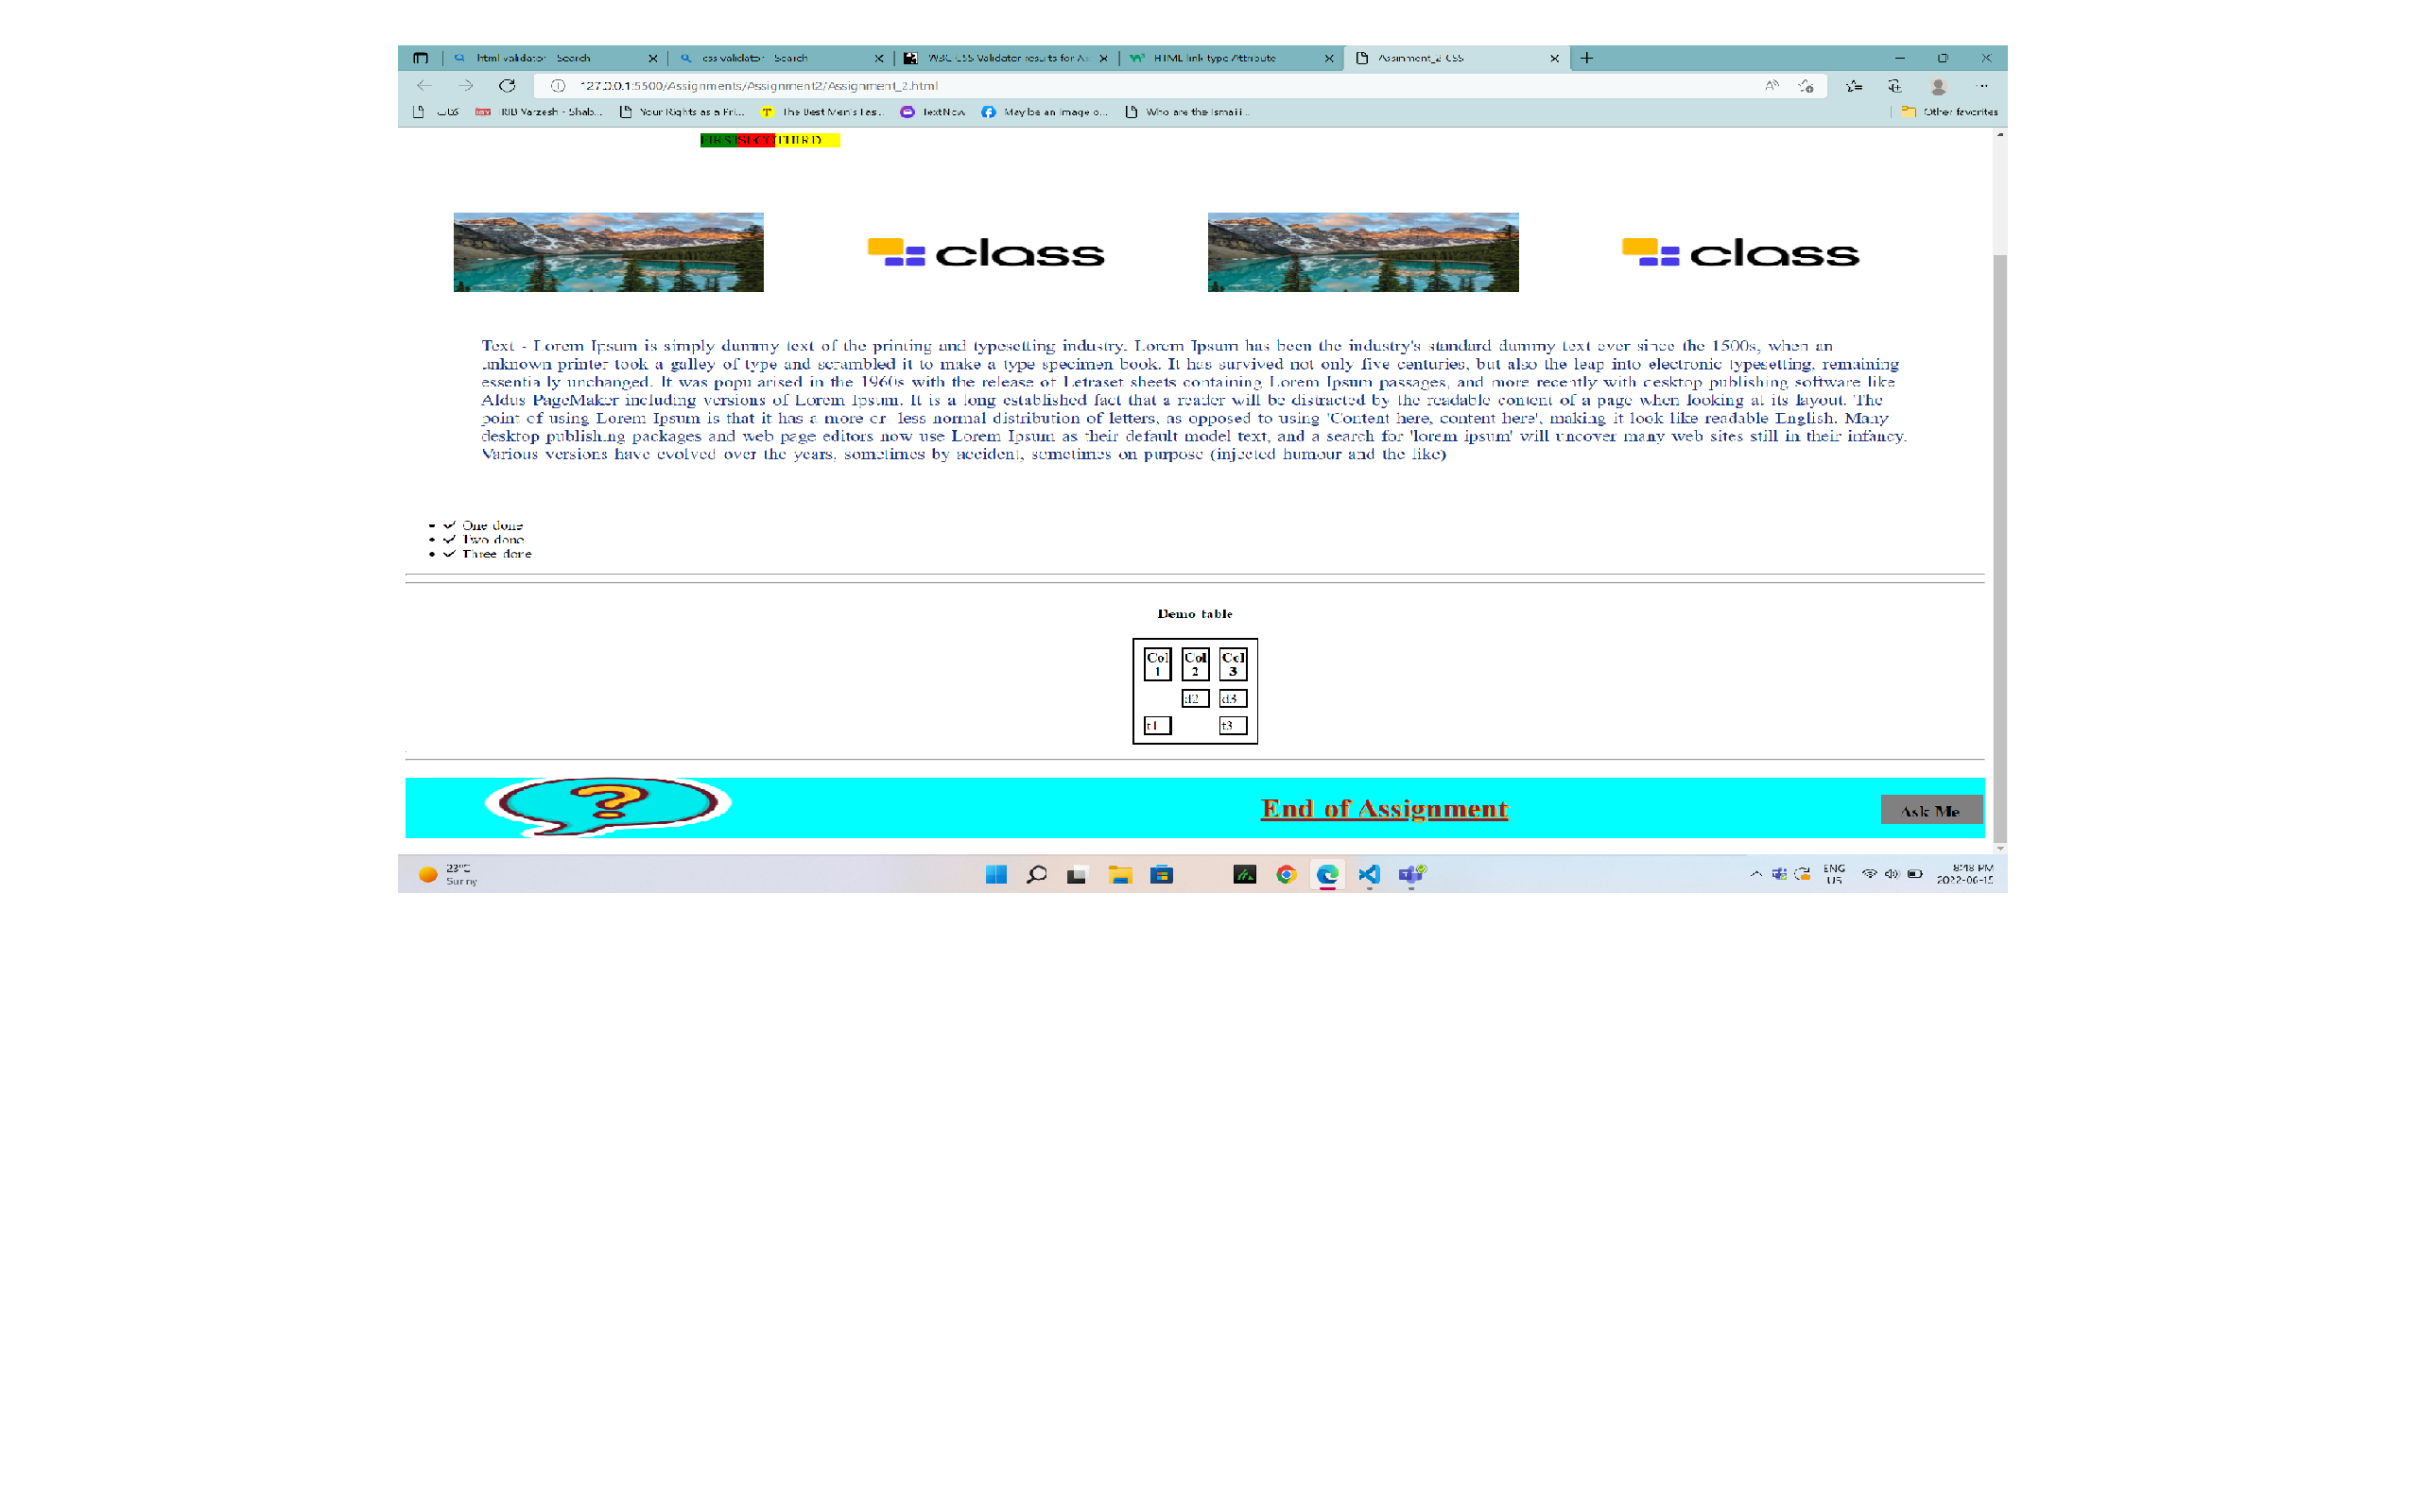 html validator - Search
css validator - Search
W3C CSS Validator results for As
HTML link type Attribute
Assinment_2-CSS
127.0.0.1:5500/Assignments/Assignment2/Assignment_2.html
کتاب
IRIB Varzesh - Shab...
Your Rights as a Pri...
The Best Men's Fas...
TextNow
May be an image o...
Who are the Ismaili...
Other favorites
FIRSTSECOTHIRD
class
class
Text - Lorem Ipsum is simply dummy text of the printing and typesetting industry. Lorem Ipsum has been the industry's standard dummy text ever since the 1500s, when an
unknown printer took a galley of type and scrambled it to make a type specimen book. It has survived not only five centuries, but also the leap into electronic typesetting, remaining
essentially unchanged. It was popularised in the 1960s with the release of Letraset sheets containing Lorem Ipsum passages, and more recently with desktop publishing software like
Aldus PageMaker including versions of Lorem Ipsum. It is a long established fact that a reader will be distracted by the readable content of a page when looking at its layout. The
point of using Lorem Ipsum is that it has a more-or-less normal distribution of letters, as opposed to using 'Content here, content here', making it look like readable English. Many
desktop publishing packages and web page editors now use Lorem Ipsum as their default model text, and a search for 'lorem ipsum' will uncover many web sites still in their infancy.
Various versions have evolved over the years, sometimes by accident, sometimes on purpose (injected humour and the like)
• ✓ One done
• ✓ Two done
• ✓ Three done
Demo table
Col 1 Col 2 Col 3
d2 d3
t1 t3
?
End of Assignment
Ask Me
23°C
Sunny
ENG
US
8:48 PM
2022-06-15